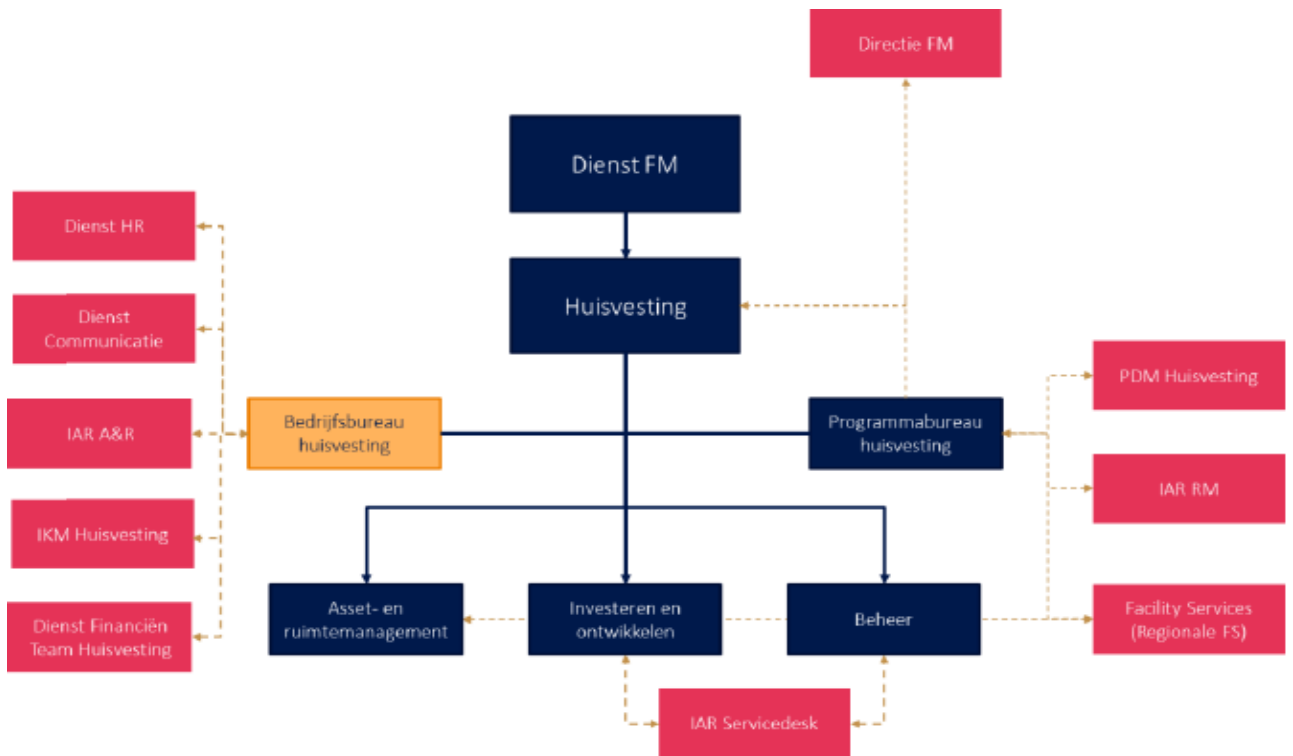 Directie FM
Dienst FM
Dienst HR
Huisvesting
Dienst
Communicatie
PDM Huisvesting
IAR A&R
Bedrijfsbureau
huisvesting
Programmabureau
huisvesting
IAR RM
IKM Huisvesting
Asset- en
ruimtemanagement
Investeren en
ontwikkelen
Beheer
Facility Services
(Regionale FS)
Dienst Financiën
Team Huisvesting
IAR Servicedesk